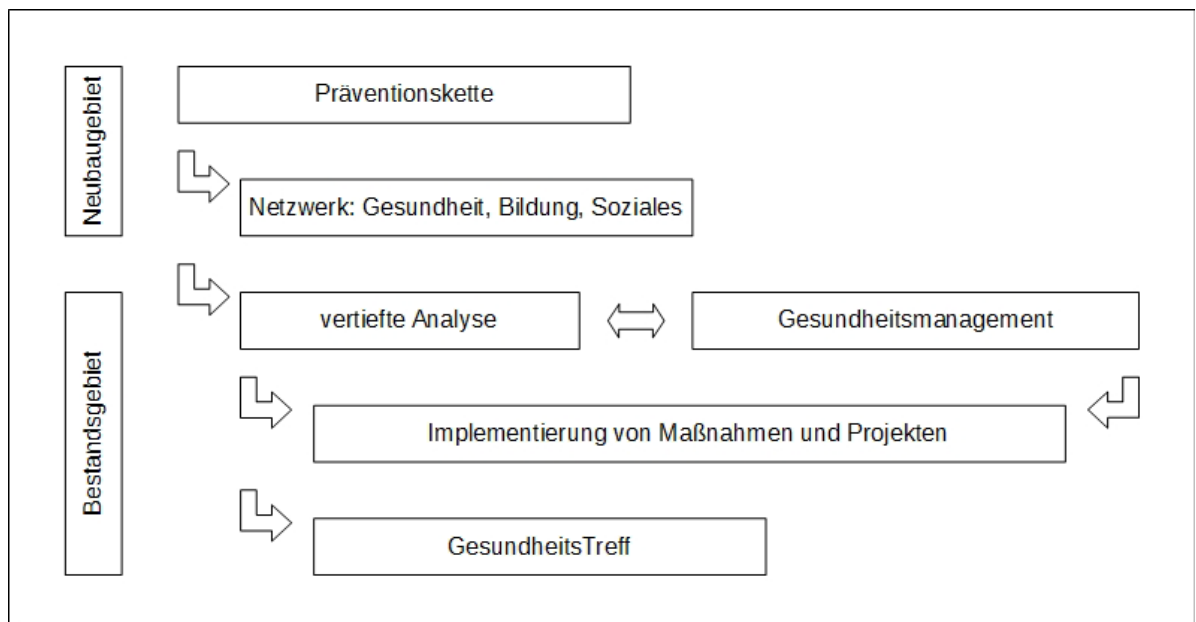 Neubaugebiet
Präventionskette
Netzwerk: Gesundheit, Bildung, Soziales
Bestandsgebiet
vertiefte Analyse
Gesundheitsmanagement
Implementierung von Maßnahmen und Projekten
GesundheitsTreff